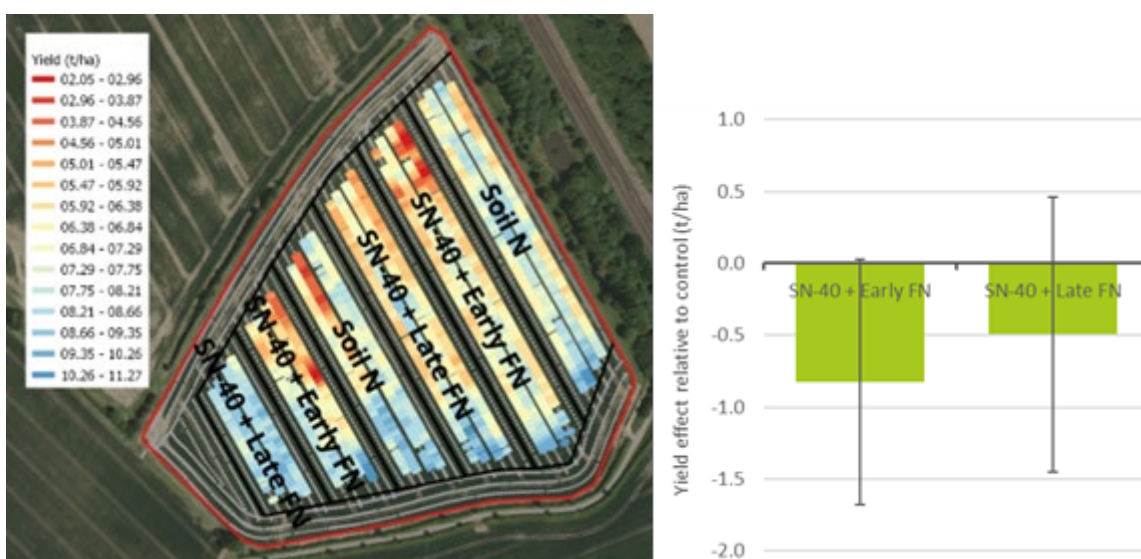 Yield (t/ha)
02.05 - 02.96
02.96 - 03.87
03.87 - 04.56
04.56 - 05.01
05.01 - 05.47
05.47 - 05.92
05.92 - 06.38
06.38 - 06.84
06.84 - 07.29
07.29 - 07.75
07.75 - 08.21
08.21 - 08.66
08.66 - 09.35
09.35 - 10.26
10.26 - 11.27
SN-40 + Late FN
SN-40 + Early FN
Soil N
SN-40 + Late FN
SN-40 + Early FN
Soil N
Yield effect relative to control (t/ha)
1.0
0.5
0.0
-0.5
-1.0
-1.5
-2.0
SN-40 + Early FN
SN-40 + Late FN